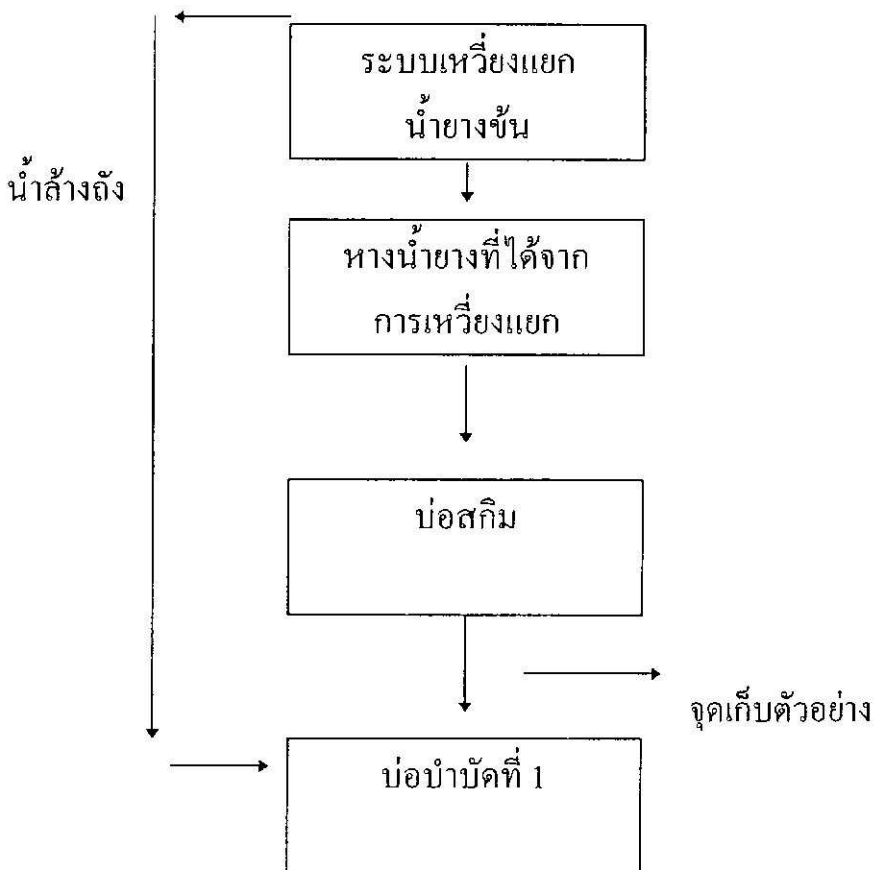 ระบบเหวี่ยงแยก
น้ำยางข้น
น้ำล้างถัง
หางน้ำยางที่ได้จาก
การเหวี่ยงแยก
บ่อสกิม
จุดเก็บตัวอย่าง
บ่อบำบัดที่ 1